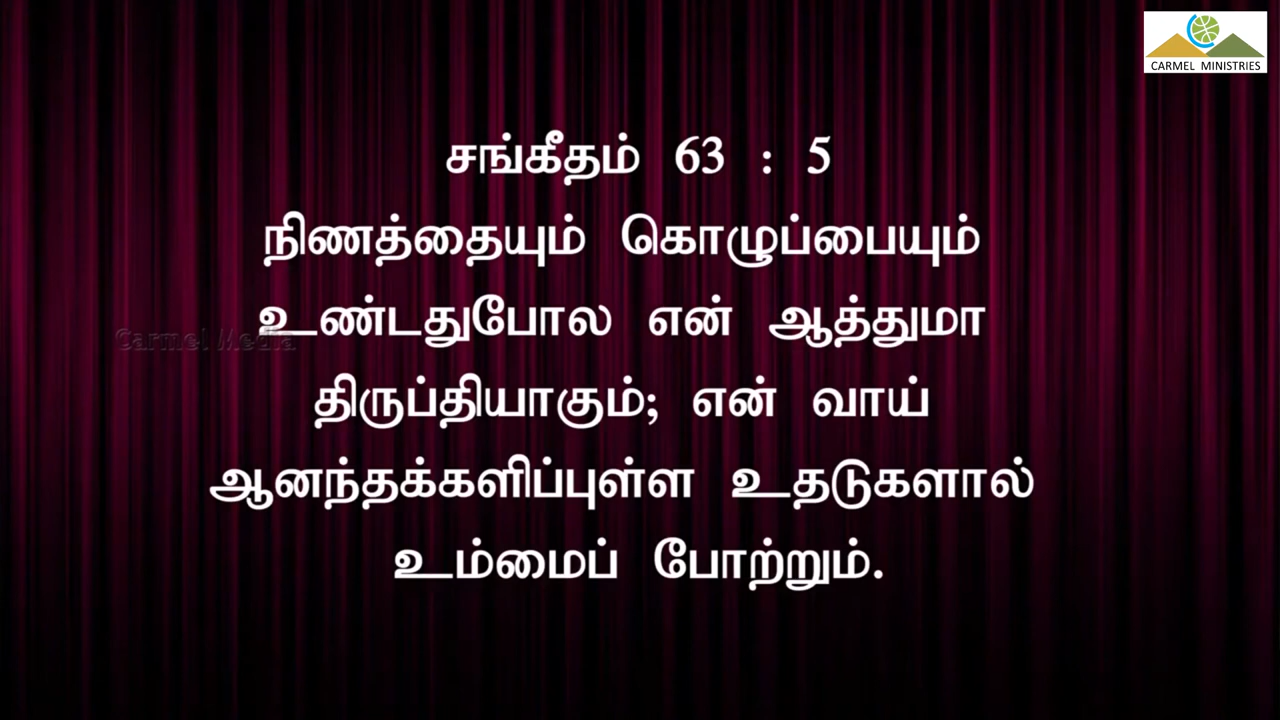 CARMEL MINISTRIES
சங்கீதம் 63 : 5
நிணத்தையும் கொழுப்பையும்
உண்டதுபோல என் ஆத்துமா
Carmel Media
திருப்தியாகும்; என் வாய்
ஆனந்தக்களிப்புள்ள உதடுகளால்
உம்மைப் போற்றும்.